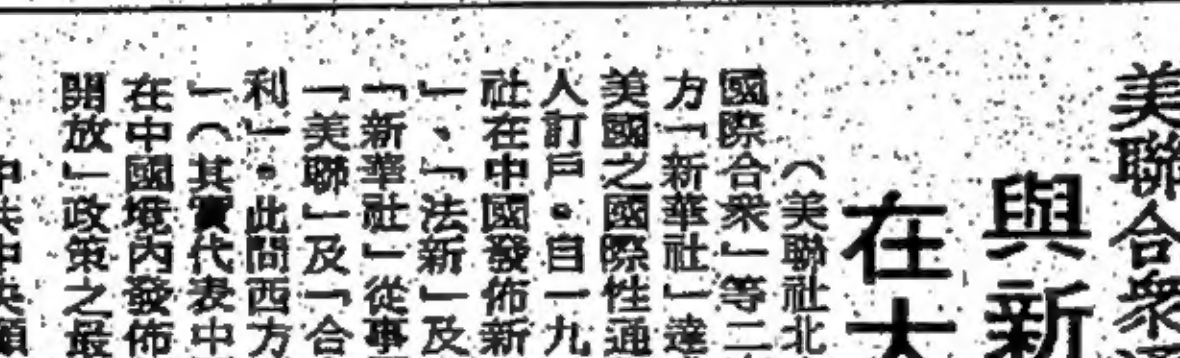 美聯合衆
與新
在大
（美聯社北
國際合衆」等二
方「新華社」達
美國之國際性通
人訂戶。自一九
社在中國發佈新
」、「法新」及
「新華社」從事
「美聯」及「合
利」。此間西方
」（其實代表中
在中國境內發佈
開放」政策之最
中共中央